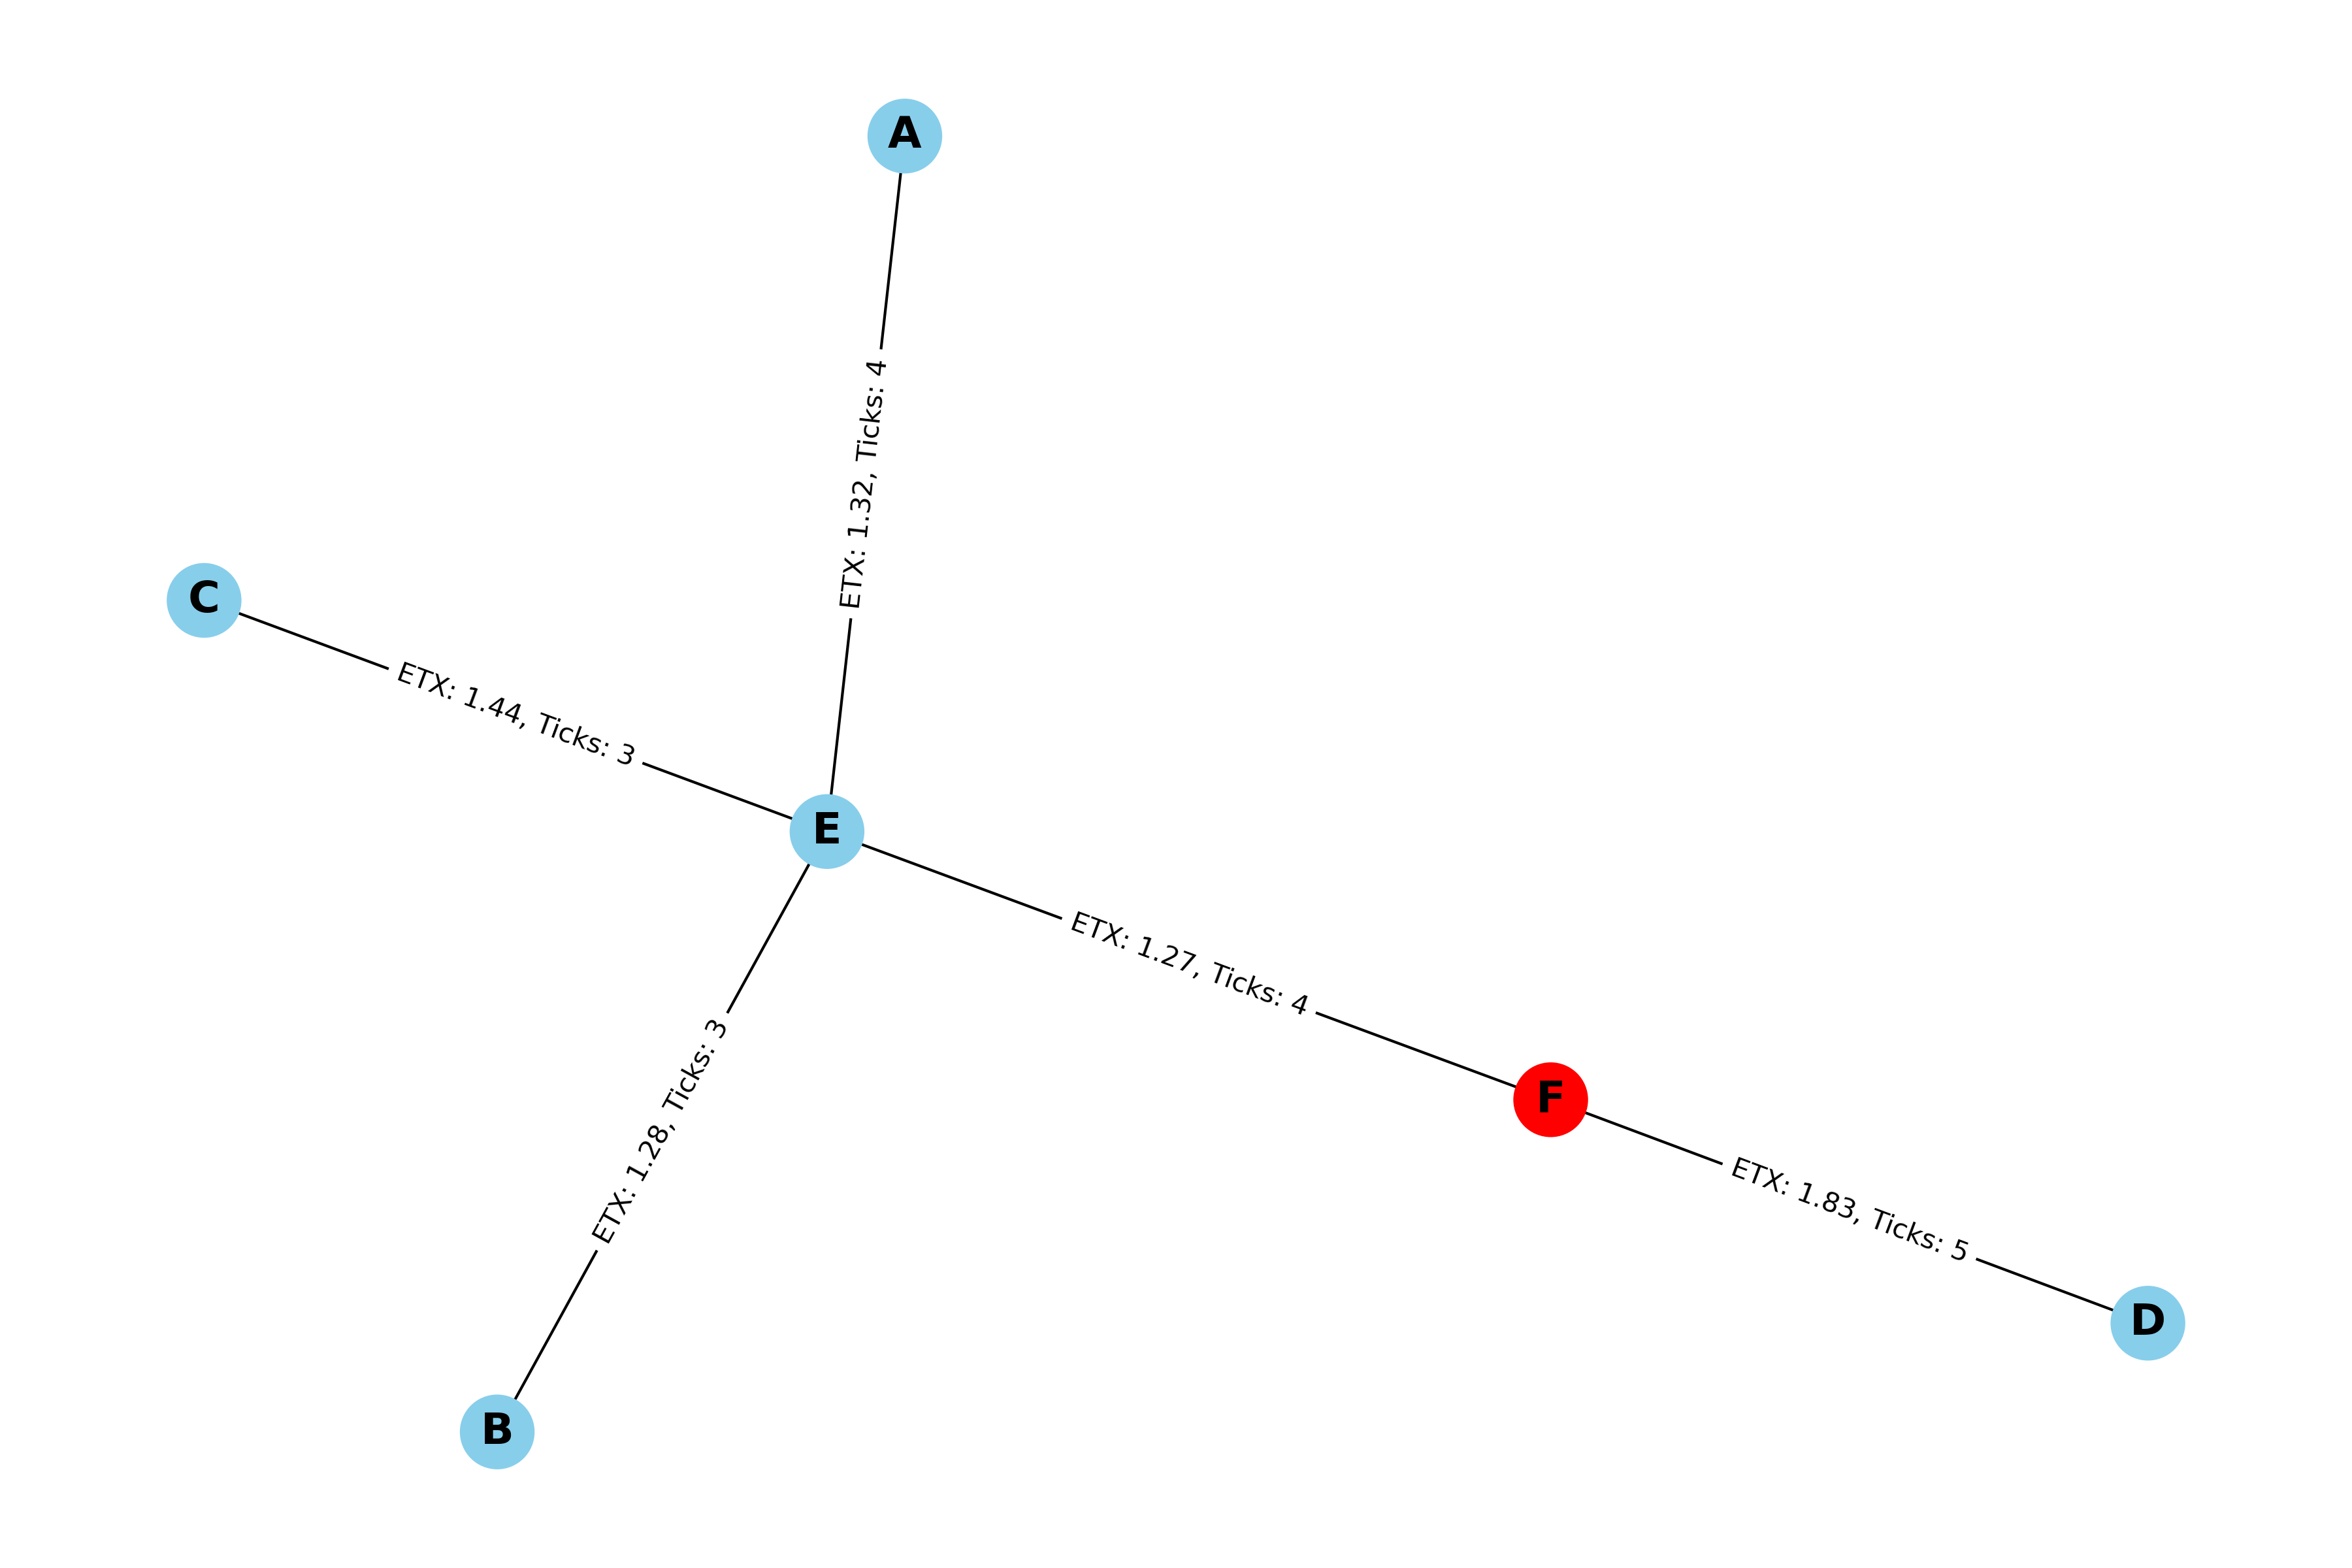 A
ETX: 1.32, Ticks: 4
C
ETX: 1.44, Ticks: 3
E
ETX: 1.27, Ticks: 4
ETX: 1.28, Ticks: 3
F
ETX: 1.83, Ticks: 5
D
B